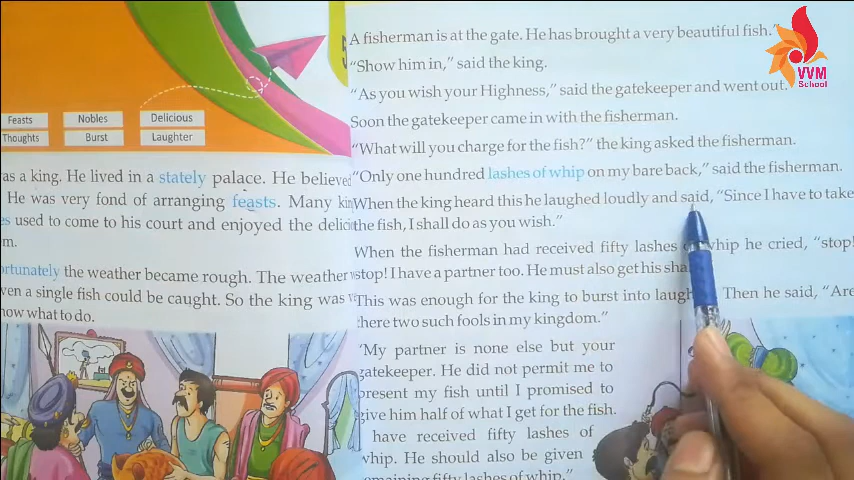 Feasts Nobles Delicious
Thoughts Burst Laughter
as a king. He lived in a stately palace. He believed
He was very fond of arranging feasts. Many
used to come to his court and enjoyed the
the weather became rough. The weather
a single fish could be caught. So the king was
what to do.
A fisherman is at the gate. He has brought a very beautiful fish."
"Show him in," said the king.
"As you wish your Highness," said the gatekeeper and went out.
Soon the gatekeeper came in with the fisherman.
"What will you charge for the fish?" the king asked the fisherman.
"Only one hundred lashes of whip on my bare back," said the fisherman.
When the king heard this he laughed loudly and said, "Since I have to take
the fish, I shall do as you wish."
When the fisherman had received fifty lashes whip he cried, "stop!
stop! I have a partner too. He must also get his
This was enough for the king to burst into Then he said, "Are
here two such fools in my kingdom."
"My partner is none else but your
gatekeeper. He did not permit me to
present my fish until I promised to
give him half of what I get for the fish.
have received fifty lashes of
whip. He should also be given
fifty lashes of whip."
VVM
School